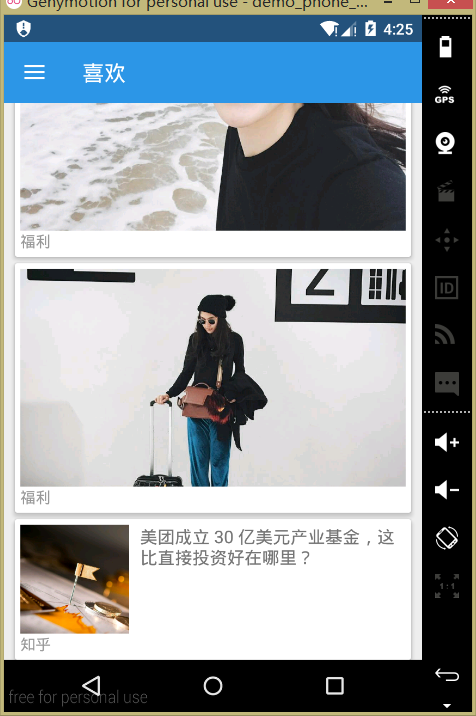 Genymotion for personal use - demo_phone_...
4:25
喜欢
GPS
福利
ID
福利
美团成立 30 亿美元产业基金，这
比直接投资好在哪里？
1:1
知乎
free for personal use